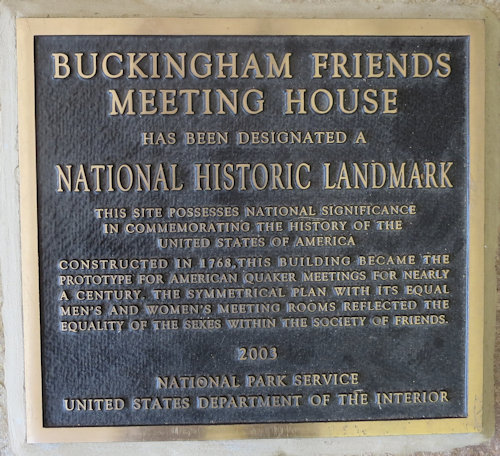 BUCKINGHAM FRIENDS
MEETING HOUSE
HAS BEEN DESIGNATED A
NATIONAL HISTORIC LANDMARK
THIS SITE POSSESSES NATIONAL SIGNIFICANCE
IN COMMEMORATING THE HISTORY OF THE
UNITED STATES OF AMERICA
CONSTRUCTED IN 1768, THIS BUILDING BECAME THE
PROTOTYPE FOR AMERICAN QUAKER MEETINGS FOR NEARLY
A CENTURY. THE SYMMETRICAL PLAN WITH ITS EQUAL
MEN'S AND WOMEN'S MEETING ROOMS REFLECTED THE
EQUALITY OF THE SEXES WITHIN THE SOCIETY OF FRIENDS.
2003
NATIONAL PARK SERVICE
UNITED STATES DEPARTMENT OF THE INTERIOR